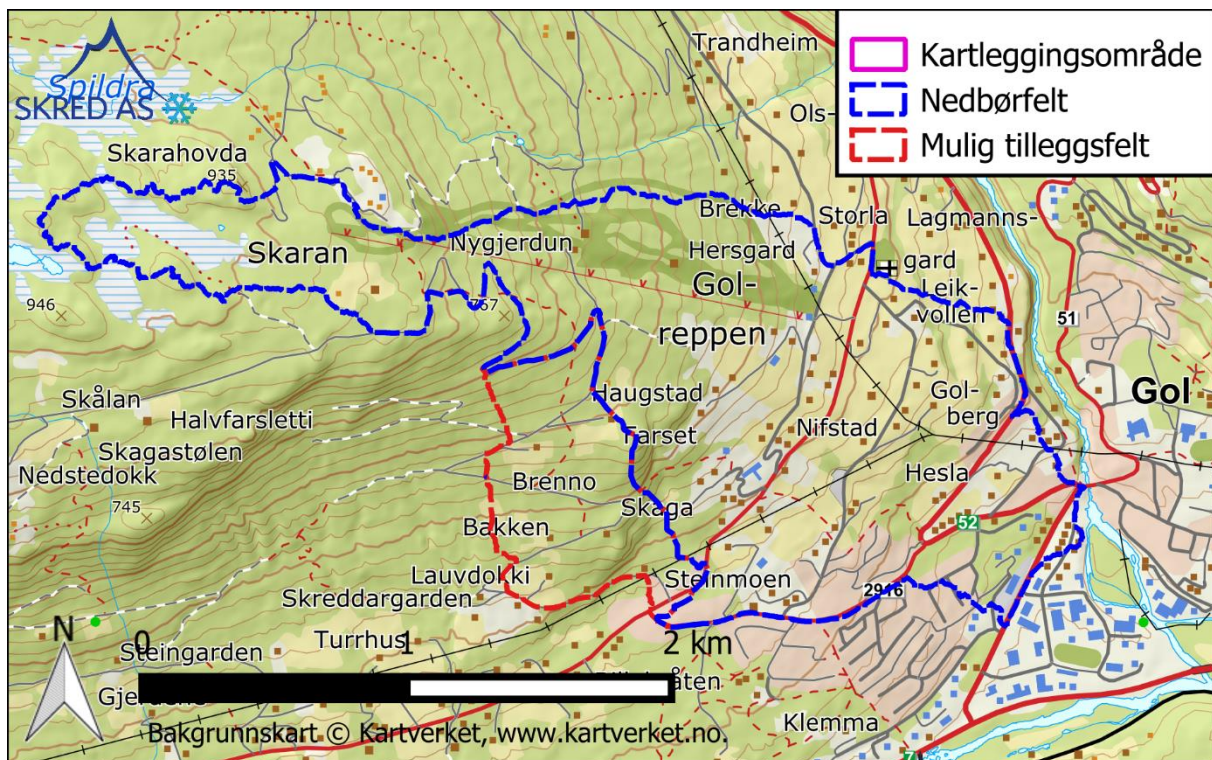 Trandheim
Kartleggingsområde
Spildra
Nedbørfelt
SKRED AS
Ols-
Mulig tilleggsfelt
Skarahovda
935
Brekke
Storla
Lagmanns-
Skaran
Nygjerdun
Hersgard
gard
Gol-
Leik-
vollen
946
767
reppen
51
Skålan
Haugstad
Gol-
berg
Gol
Halvfarsletti
Farset
Nifstad
Skagastølen
Nedstedokk
Brenno
Hesla
745
Skaga
Bakken
52
Lauvdokki
Steinmoen
2916
Skreddargarden
N
0
1
2 km
Turrhus
Steingarden
Klemma
Bakgrunnskart © Kartverket, www.kartverket.no.
7